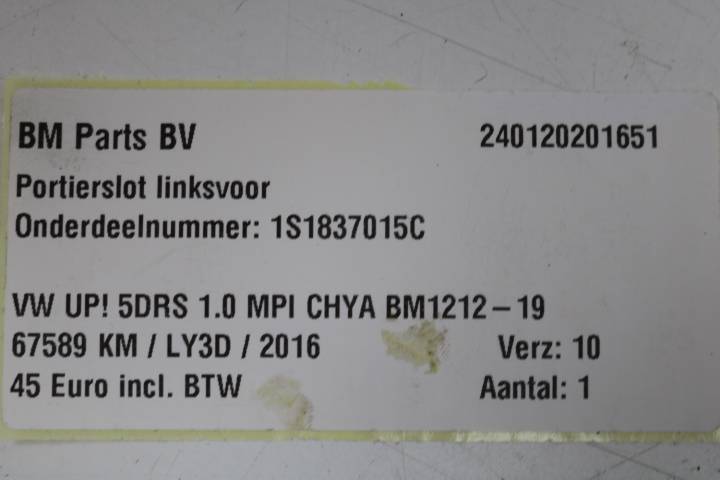 BM Parts BV 240120201651
Portierslot linksvoor
Onderdeelnummer: 1S1837015C
VW UP! 5DRS 1.0 MPI CHYA BM1212-19
67589 KM / LY3D / 2016 Verz: 10
45 Euro incl. BTW Aantal: 1